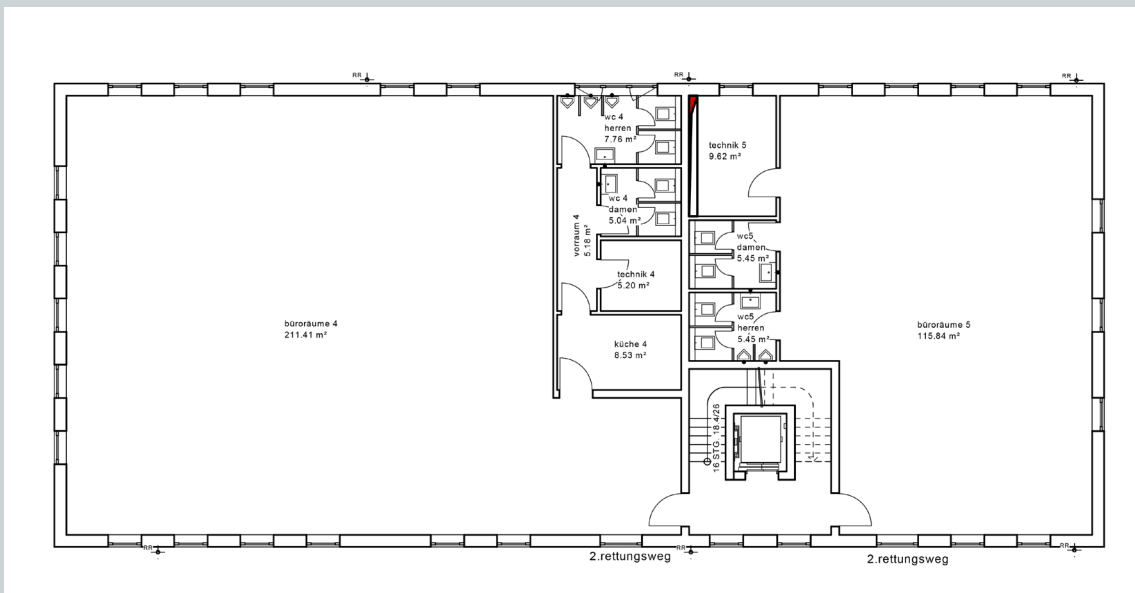 RR
RR
RR
wc 4
herren
7.76 m²
technik 5
9.62 m²
wc 4
damen
5.04 m²
vorraum 4
5.18 m²
wc5
damen
5.45 m²
technik 4
5.20 m²
büroräume 4
211.41 m²
wc5
herren
5.45 m²
büroräume 5
115.84 m²
küche 4
8.53 m²
16 STG. 18.4/26
RR
RR
RR
2.rettungsweg
2.rettungsweg